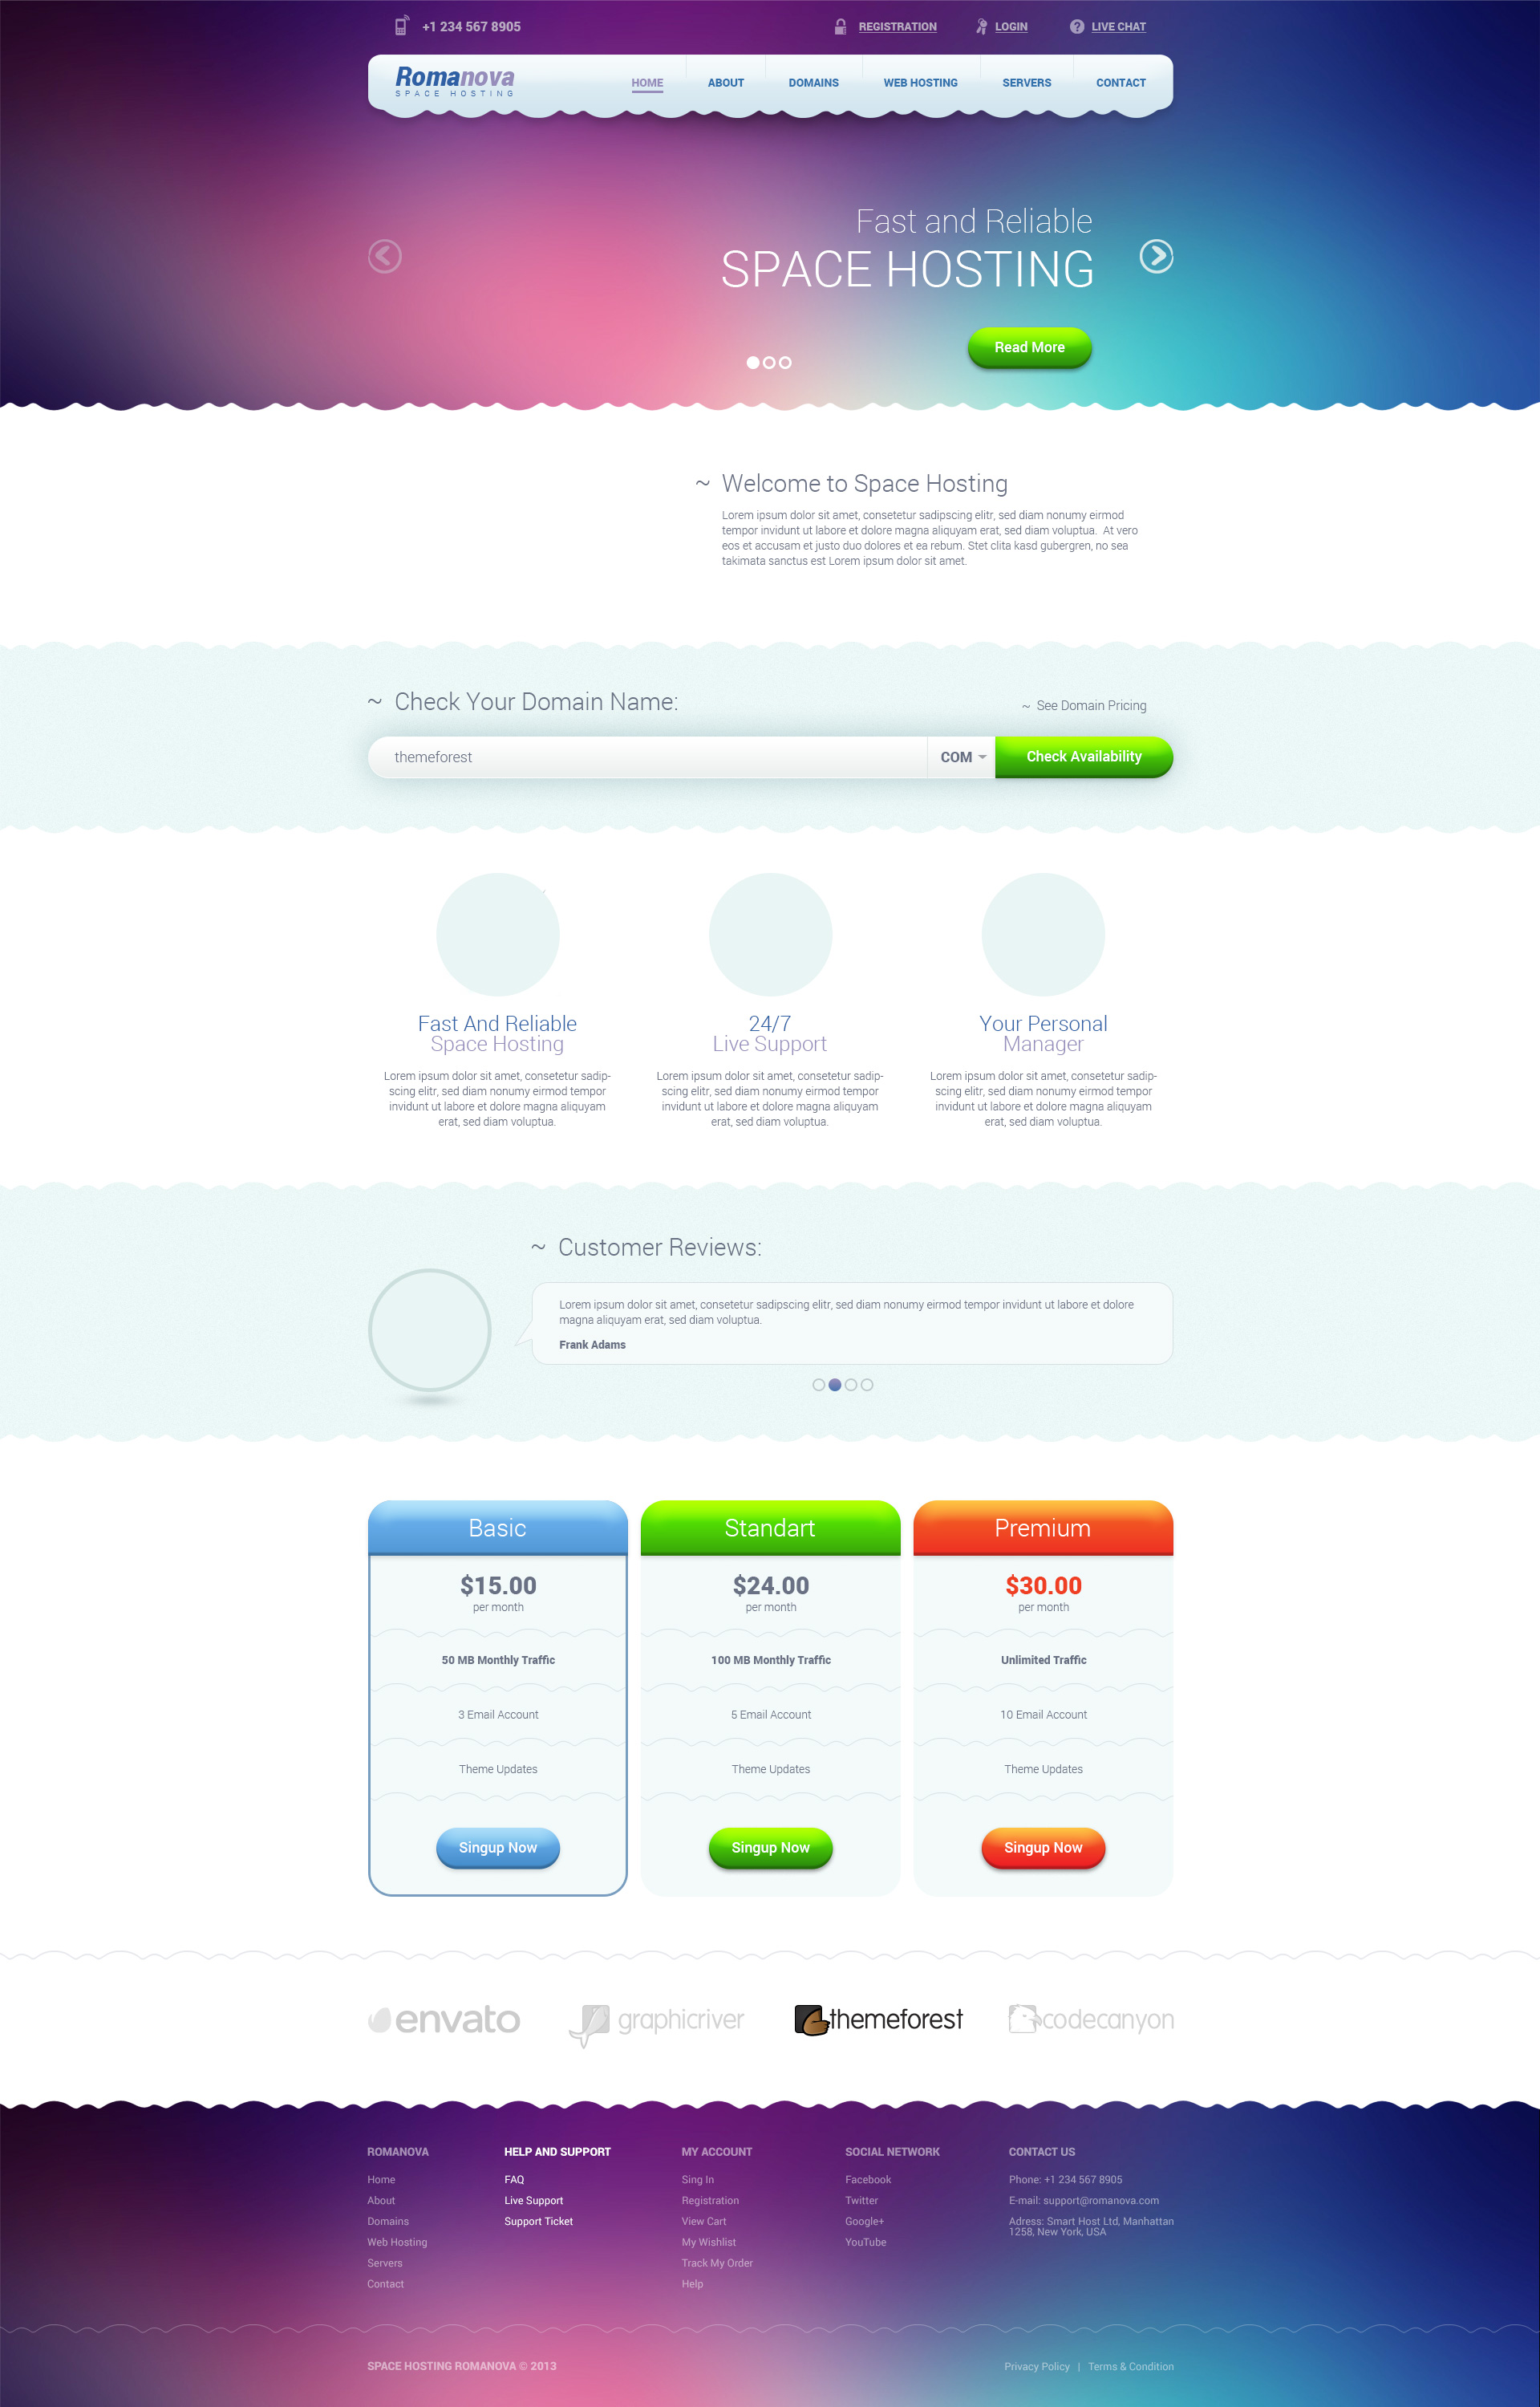 +1 234 567 8905
REGISTRATION
LOGIN
LIVE CHAT
Romanova
SPACE HOSTING
HOME
ABOUT
DOMAINS
WEB HOSTING
SERVERS
CONTACT
Fast and Reliable
SPACE HOSTING
Read More
~ Welcome to Space Hosting
Lorem ipsum dolor sit amet, consetetur sadipscing elitr, sed diam nonumy eirmod
tempor invidunt ut labore et dolore magna aliquyam erat, sed diam voluptua. At vero
eos et accusam et justo duo dolores et ea rebum. Stet clita kasd gubergren, no sea
takimata sanctus est Lorem ipsum dolor sit amet.
~ Check Your Domain Name:
~ See Domain Pricing
themeforest
COM
Check Availability
Fast And Reliable
Space Hosting
Lorem ipsum dolor sit amet, consetetur sadip-
scing elitr, sed diam nonumy eirmod tempor
invidunt ut labore et dolore magna aliquyam
erat, sed diam voluptua.
24/7
Live Support
Lorem ipsum dolor sit amet, consetetur sadip-
scing elitr, sed diam nonumy eirmod tempor
invidunt ut labore et dolore magna aliquyam
erat, sed diam voluptua.
Your Personal
Manager
Lorem ipsum dolor sit amet, consetetur sadip-
scing elitr, sed diam nonumy eirmod tempor
invidunt ut labore et dolore magna aliquyam
erat, sed diam voluptua.
~ Customer Reviews:
Lorem ipsum dolor sit amet, consetetur sadipscing elitr, sed diam nonumy eirmod tempor invidunt ut labore et dolore
magna aliquyam erat, sed diam voluptua.
Frank Adams
Basic
$15.00
per month
50 MB Monthly Traffic
3 Email Account
Theme Updates
Singup Now
Standart
$24.00
per month
100 MB Monthly Traffic
5 Email Account
Theme Updates
Singup Now
Premium
$30.00
per month
Unlimited Traffic
10 Email Account
Theme Updates
Singup Now
envato
graphicriver
themeforest
codecanyon
ROMANOVA
Home
About
Domains
Web Hosting
Servers
Contact
HELP AND SUPPORT
FAQ
Live Support
Support Ticket
MY ACCOUNT
Sing In
Registration
View Cart
My Wishlist
Track My Order
Help
SOCIAL NETWORK
Facebook
Twitter
Google+
YouTube
CONTACT US
Phone: +1 234 567 8905
E-mail: support@romanova.com
Adress: Smart Host Ltd, Manhattan
1258, New York, USA
SPACE HOSTING ROMANOVA © 2013
Privacy Policy | Terms & Condition